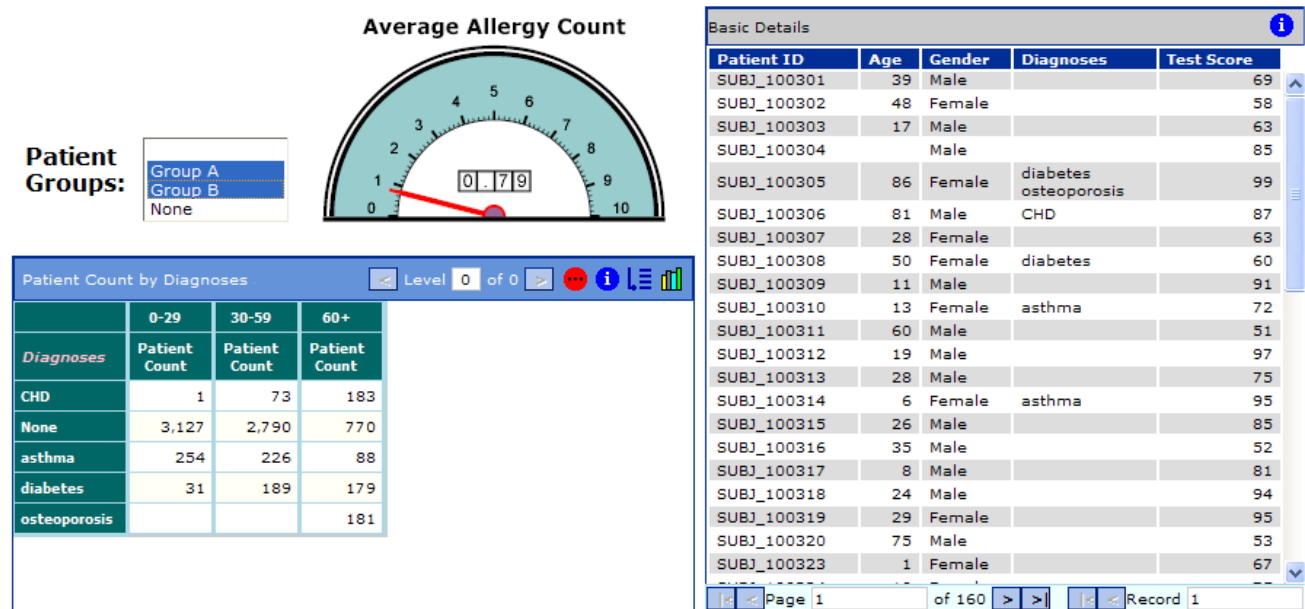 Average Allergy Count
0 1 2 3 4 5 6 7 8 9 10
0.79
Patient
Groups:
Group A
Group B
None
Patient Count by Diagnoses
< Level 0 of 0 >
0-29 30-59 60+
Diagnoses Patient Count Patient Count Patient Count
CHD 1 73 183
None 3,127 2,790 770
asthma 254 226 88
diabetes 31 189 179
osteoporosis 181
Basic Details i
Patient ID Age Gender Diagnoses Test Score
SUBJ_100301 39 Male 69
SUBJ_100302 48 Female 58
SUBJ_100303 17 Male 63
SUBJ_100304 Male 85
SUBJ_100305 86 Female diabetes osteoporosis 99
SUBJ_100306 81 Male CHD 87
SUBJ_100307 28 Female 63
SUBJ_100308 50 Female diabetes 60
SUBJ_100309 11 Male 91
SUBJ_100310 13 Female asthma 72
SUBJ_100311 60 Male 51
SUBJ_100312 19 Male 97
SUBJ_100313 28 Male 75
SUBJ_100314 6 Female asthma 95
SUBJ_100315 26 Male 85
SUBJ_100316 35 Male 52
SUBJ_100317 8 Male 81
SUBJ_100318 24 Male 94
SUBJ_100319 29 Female 95
SUBJ_100320 75 Male 53
SUBJ_100323 1 Female 67
|< < Page 1 of 160 > >| |< < Record 1